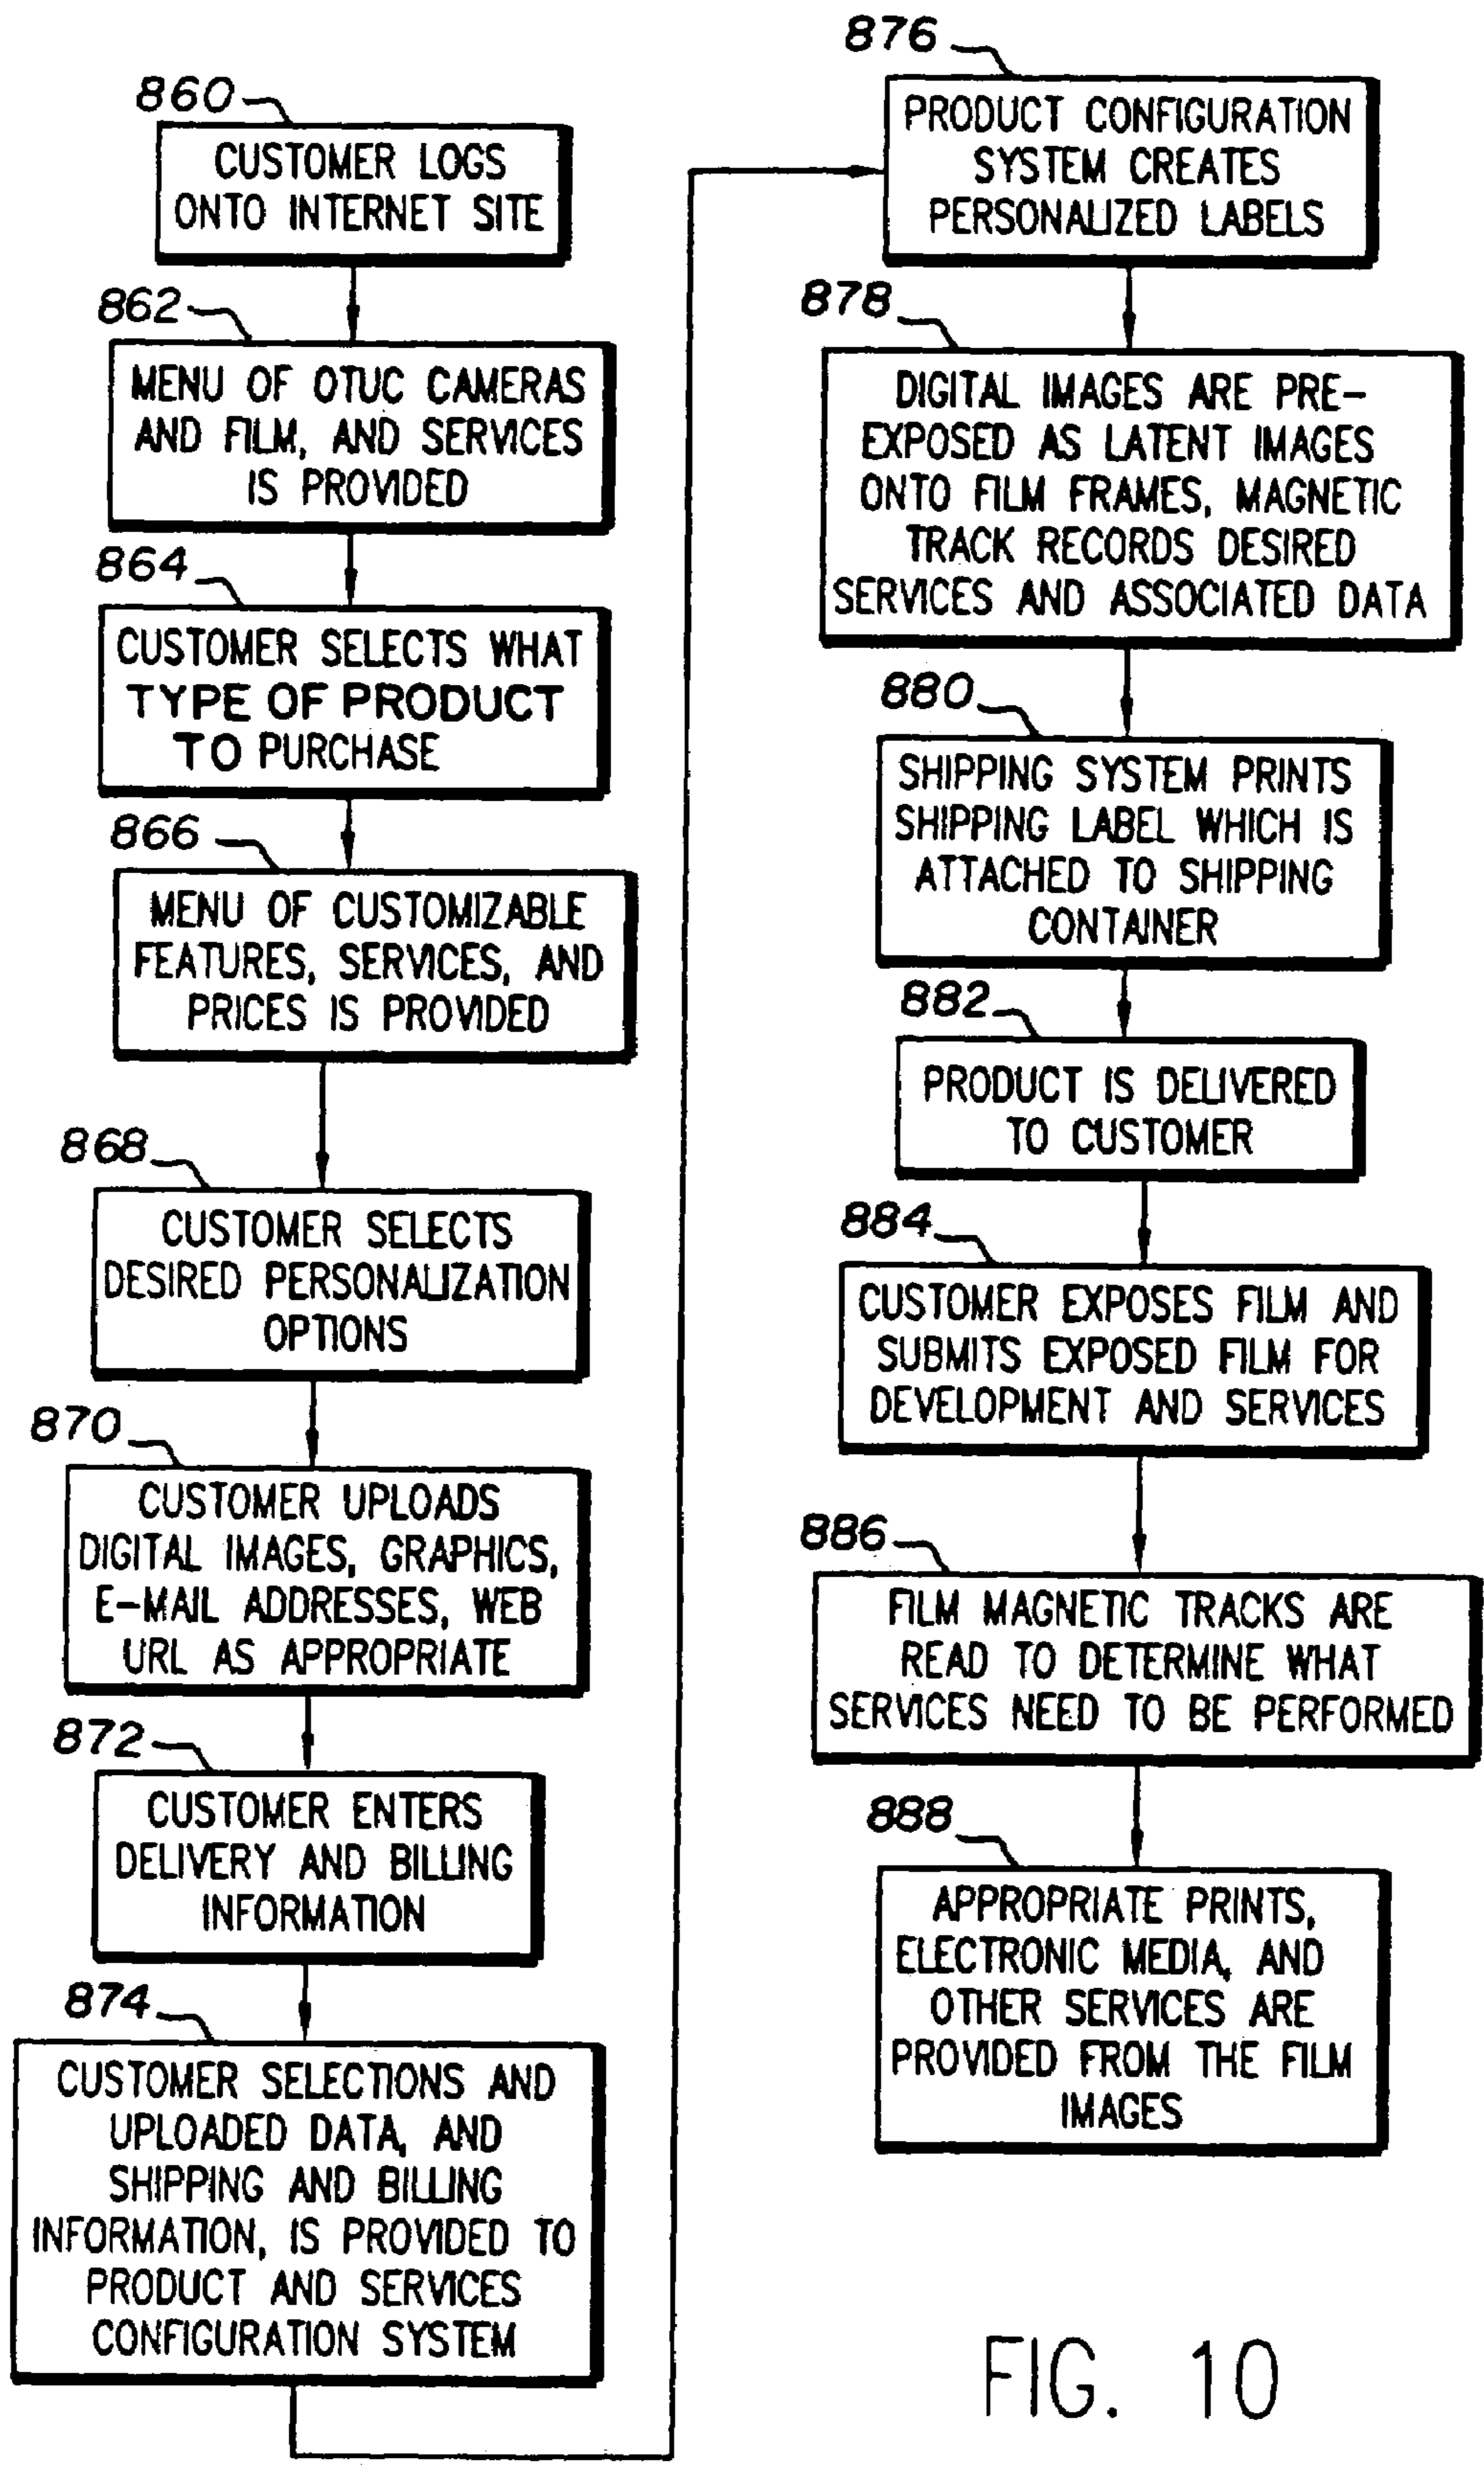 860
CUSTOMER LOGS
ONTO INTERNET SITE
862
MENU OF OTUC CAMERAS
AND FILM, AND SERVICES
IS PROVIDED
864
CUSTOMER SELECTS WHAT
TYPE OF PRODUCT
TO PURCHASE
866
MENU OF CUSTOMIZABLE
FEATURES, SERVICES, AND
PRICES IS PROVIDED
868
CUSTOMER SELECTS
DESIRED PERSONALIZATION
OPTIONS
870
CUSTOMER UPLOADS
DIGITAL IMAGES, GRAPHICS,
E-MAIL ADDRESSES, WEB
URL AS APPROPRIATE
872
CUSTOMER ENTERS
DELIVERY AND BILLING
INFORMATION
874
CUSTOMER SELECTIONS AND
UPLOADED DATA, AND
SHIPPING AND BILLING
INFORMATION, IS PROVIDED TO
PRODUCT AND SERVICES
CONFIGURATION SYSTEM
876
PRODUCT CONFIGURATION
SYSTEM CREATES
PERSONALIZED LABELS
878
DIGITAL IMAGES ARE PRE-
EXPOSED AS LATENT IMAGES
ONTO FILM FRAMES, MAGNETIC
TRACK RECORDS DESIRED
SERVICES AND ASSOCIATED DATA
880
SHIPPING SYSTEM PRINTS
SHIPPING LABEL WHICH IS
ATTACHED TO SHIPPING
CONTAINER
882
PRODUCT IS DELIVERED
TO CUSTOMER
884
CUSTOMER EXPOSES FILM AND
SUBMITS EXPOSED FILM FOR
DEVELOPMENT AND SERVICES
886
FILM MAGNETIC TRACKS ARE
READ TO DETERMINE WHAT
SERVICES NEED TO BE PERFORMED
888
APPROPRIATE PRINTS,
ELECTRONIC MEDIA, AND
OTHER SERVICES ARE
PROVIDED FROM THE FILM
IMAGES
FIG. 10